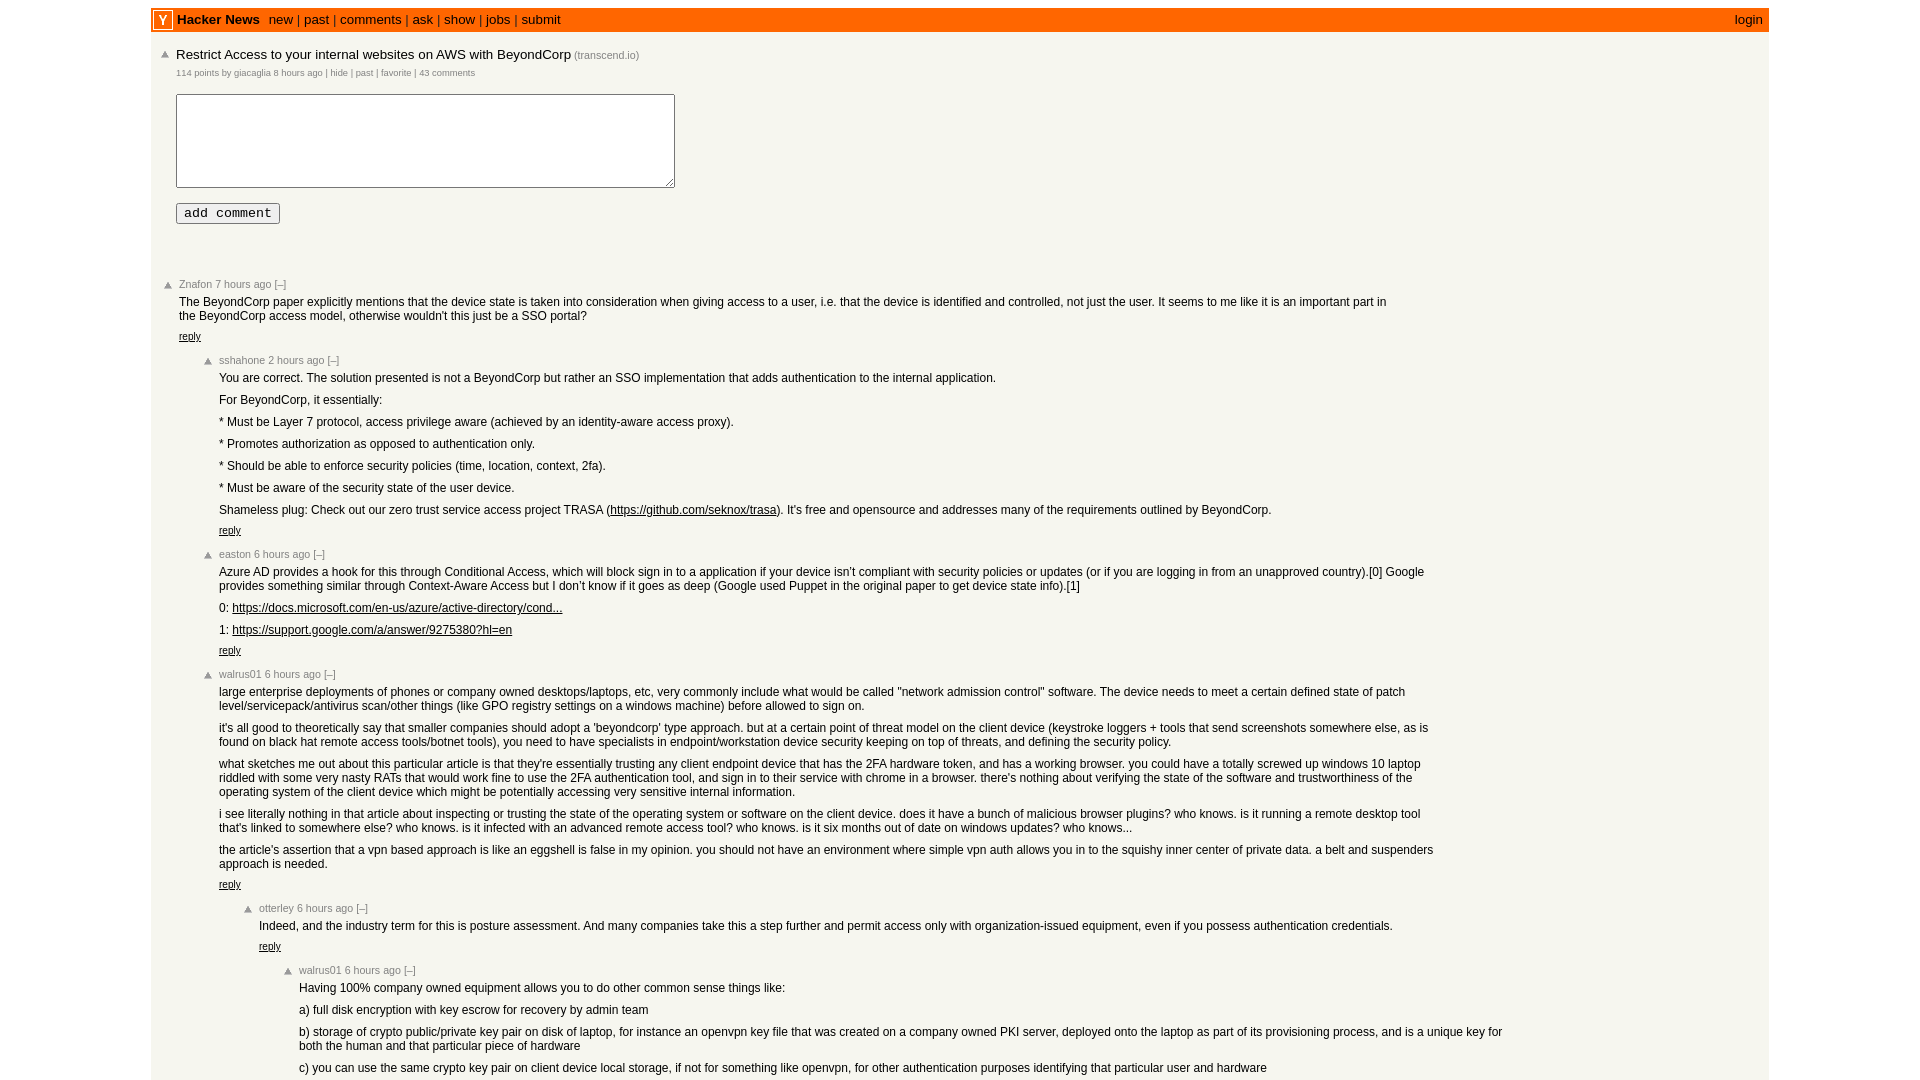 Y Hacker News new | past | comments | ask | show | jobs | submit login
Restrict Access to your internal websites on AWS with BeyondCorp (transcend.io)
114 points by giacaglia 8 hours ago | hide | past | favorite | 43 comments
add comment
Znafon 7 hours ago [–]
The BeyondCorp paper explicitly mentions that the device state is taken into consideration when giving access to a user, i.e. that the device is identified and controlled, not just the user. It seems to me like it is an important part in
the BeyondCorp access model, otherwise wouldn't this just be a SSO portal?
reply
sshahone 2 hours ago [–]
You are correct. The solution presented is not a BeyondCorp but rather an SSO implementation that adds authentication to the internal application.
For BeyondCorp, it essentially:
* Must be Layer 7 protocol, access privilege aware (achieved by an identity-aware access proxy).
* Promotes authorization as opposed to authentication only.
* Should be able to enforce security policies (time, location, context, 2fa).
* Must be aware of the security state of the user device.
Shameless plug: Check out our zero trust service access project TRASA (https://github.com/seknox/trasa). It's free and opensource and addresses many of the requirements outlined by BeyondCorp.
reply
easton 6 hours ago [–]
Azure AD provides a hook for this through Conditional Access, which will block sign in to a application if your device isn’t compliant with security policies or updates (or if you are logging in from an unapproved country).[0] Google
provides something similar through Context-Aware Access but I don’t know if it goes as deep (Google used Puppet in the original paper to get device state info).[1]
0: https://docs.microsoft.com/en-us/azure/active-directory/cond...
1: https://support.google.com/a/answer/9275380?hl=en
reply
walrus01 6 hours ago [–]
large enterprise deployments of phones or company owned desktops/laptops, etc, very commonly include what would be called "network admission control" software. The device needs to meet a certain defined state of patch
level/servicepack/antivirus scan/other things (like GPO registry settings on a windows machine) before allowed to sign on.
it's all good to theoretically say that smaller companies should adopt a 'beyondcorp' type approach. but at a certain point of threat model on the client device (keystroke loggers + tools that send screenshots somewhere else, as is
found on black hat remote access tools/botnet tools), you need to have specialists in endpoint/workstation device security keeping on top of threats, and defining the security policy.
what sketches me out about this particular article is that they're essentially trusting any client endpoint device that has the 2FA hardware token, and has a working browser. you could have a totally screwed up windows 10 laptop
riddled with some very nasty RATs that would work fine to use the 2FA authentication tool, and sign in to their service with chrome in a browser. there's nothing about verifying the state of the software and trustworthiness of the
operating system of the client device which might be potentially accessing very sensitive internal information.
i see literally nothing in that article about inspecting or trusting the state of the operating system or software on the client device. does it have a bunch of malicious browser plugins? who knows. is it running a remote desktop tool
that's linked to somewhere else? who knows. is it infected with an advanced remote access tool? who knows. is it six months out of date on windows updates? who knows...
the article's assertion that a vpn based approach is like an eggshell is false in my opinion. you should not have an environment where simple vpn auth allows you in to the squishy inner center of private data. a belt and suspenders
approach is needed.
reply
otterley 6 hours ago [–]
Indeed, and the industry term for this is posture assessment. And many companies take this a step further and permit access only with organization-issued equipment, even if you possess authentication credentials.
reply
walrus01 6 hours ago [–]
Having 100% company owned equipment allows you to do other common sense things like:
a) full disk encryption with key escrow for recovery by admin team
b) storage of crypto public/private key pair on disk of laptop, for instance an openvpn key file that was created on a company owned PKI server, deployed onto the laptop as part of its provisioning process, and is a unique key for
both the human and that particular piece of hardware
c) you can use the same crypto key pair on client device local storage, if not for something like openvpn, for other authentication purposes identifying that particular user and hardware